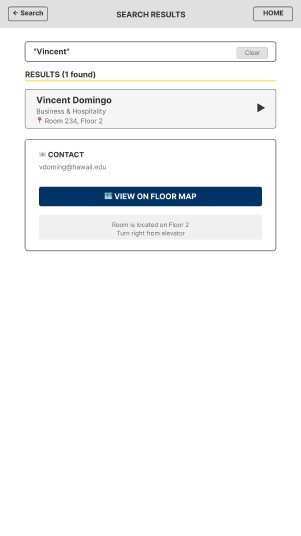 ← Search
SEARCH RESULTS
HOME
"Vincent"
Clear
RESULTS (1 found)
Vincent Domingo
Business & Hospitality
📍 Room 234, Floor 2
▶
📧 CONTACT
vdoming@hawaii.edu
🗺️ VIEW ON FLOOR MAP
Room is located on Floor 2
Turn right from elevator